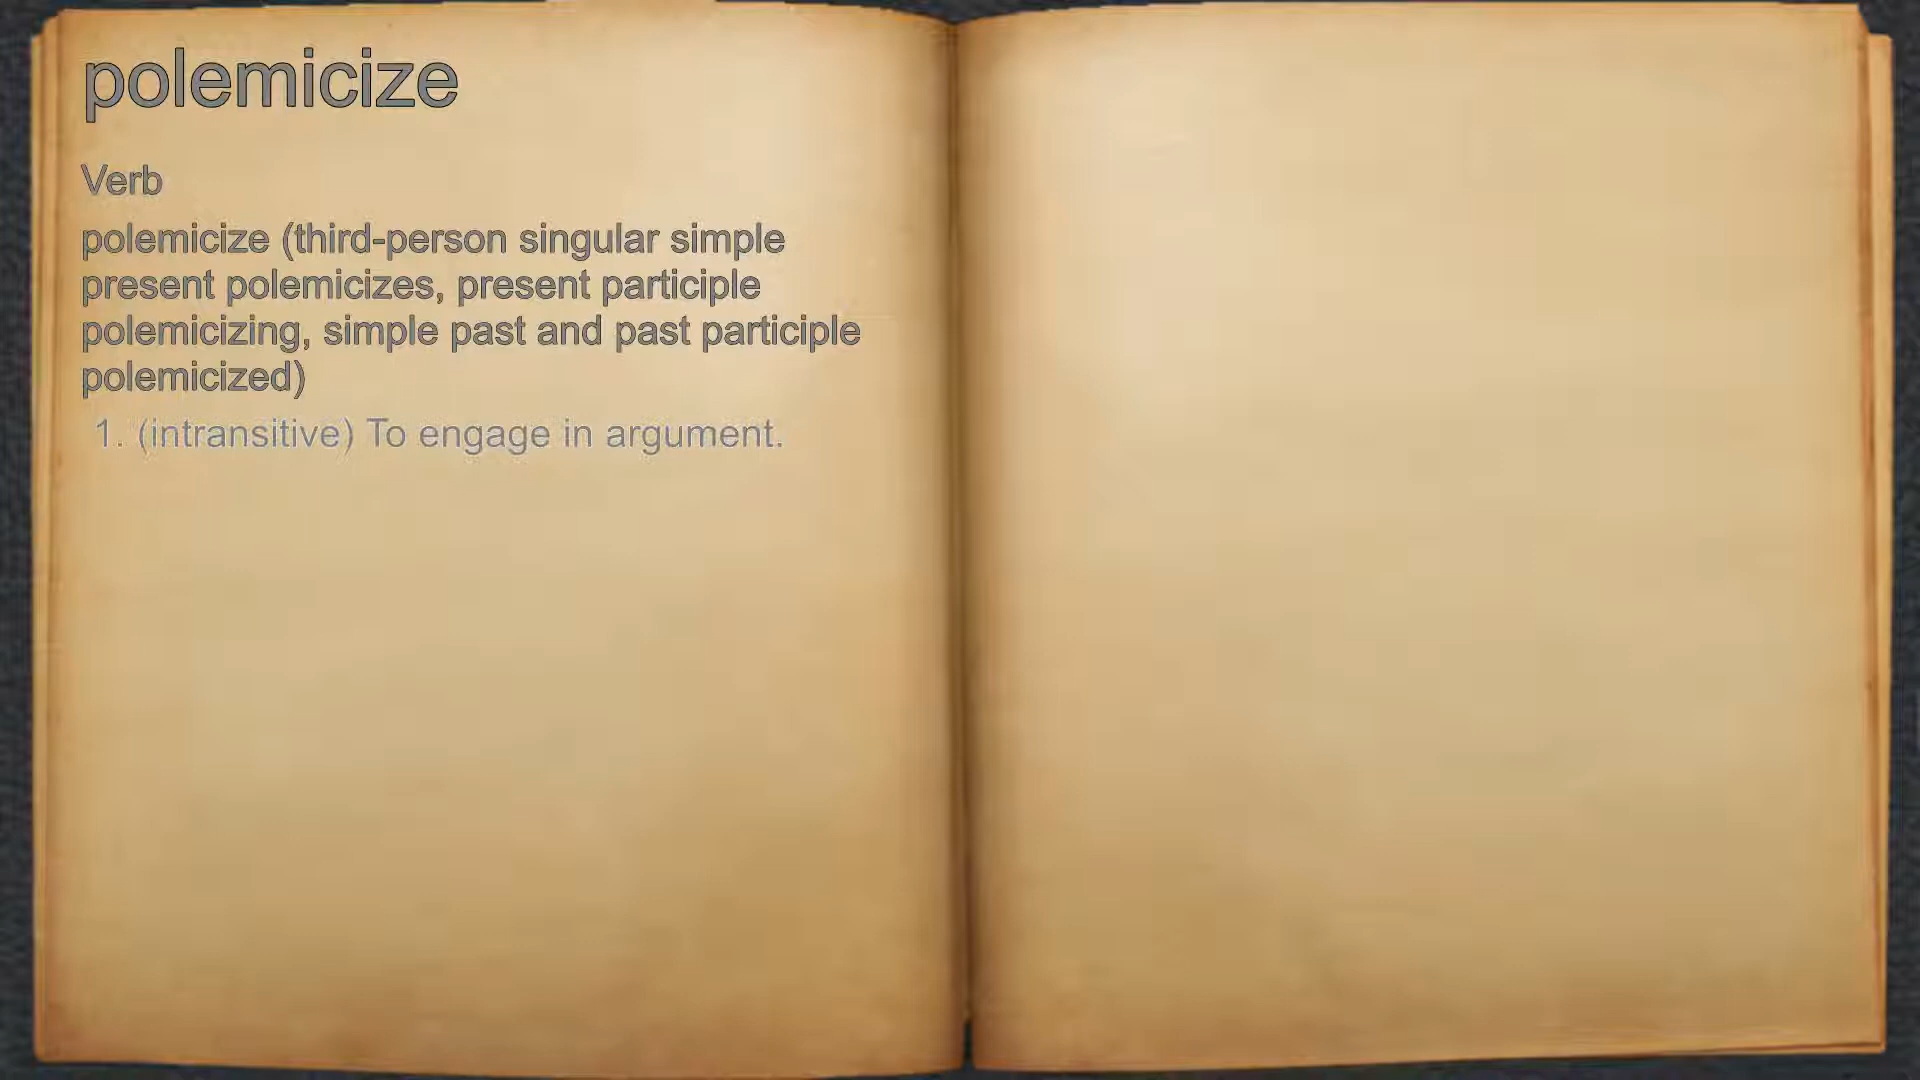 polemicize
Verb
polemicize (third-person singular simple
present polemicizes, present participle
polemicizing, simple past and past participle
polemicized)
1. (intransitive) To engage in argument.